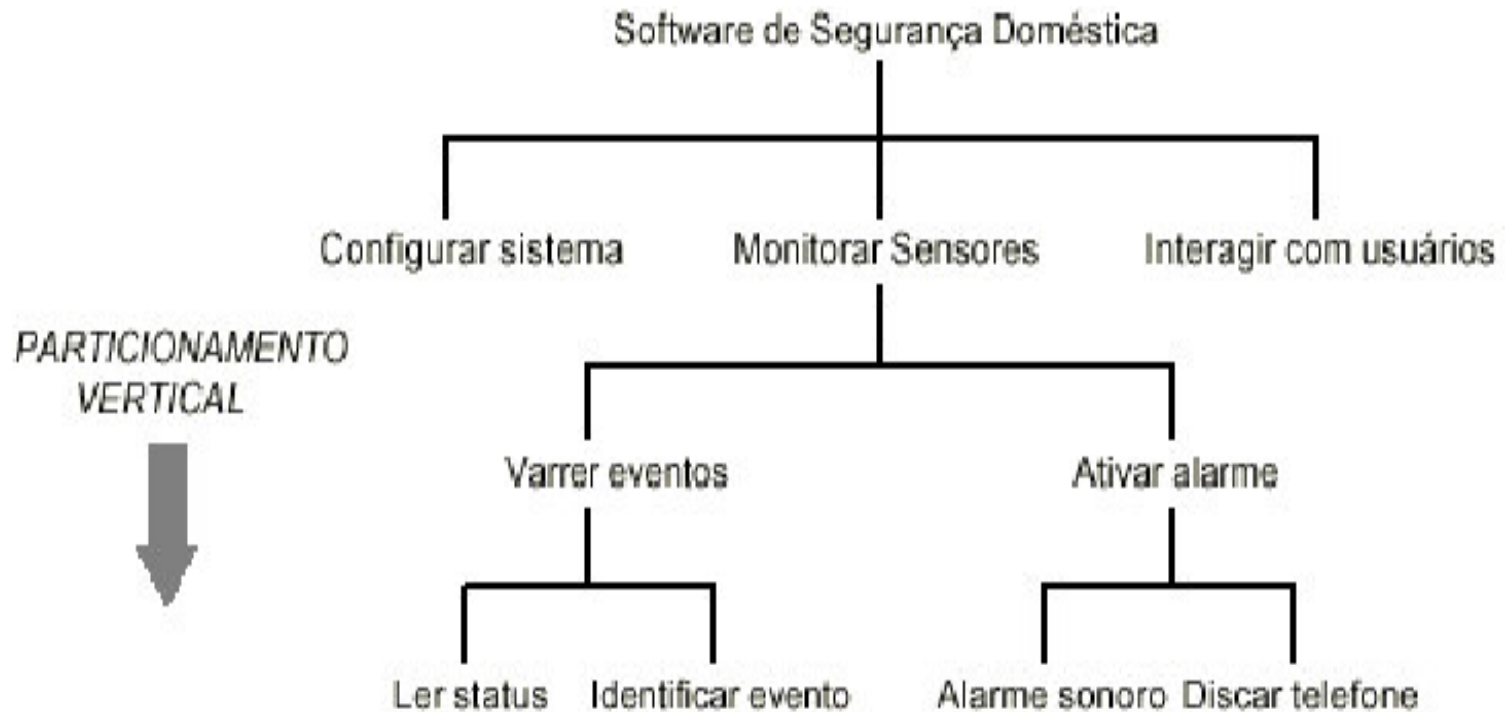 Software de Segurança Doméstica
Configurar sistema
Monitorar Sensores
Interagir com usuários
PARTICIONAMENTO
VERTICAL
Varrer eventos
Ativar alarme
Ler status
Identificar evento
Alarme sonoro
Discar telefone